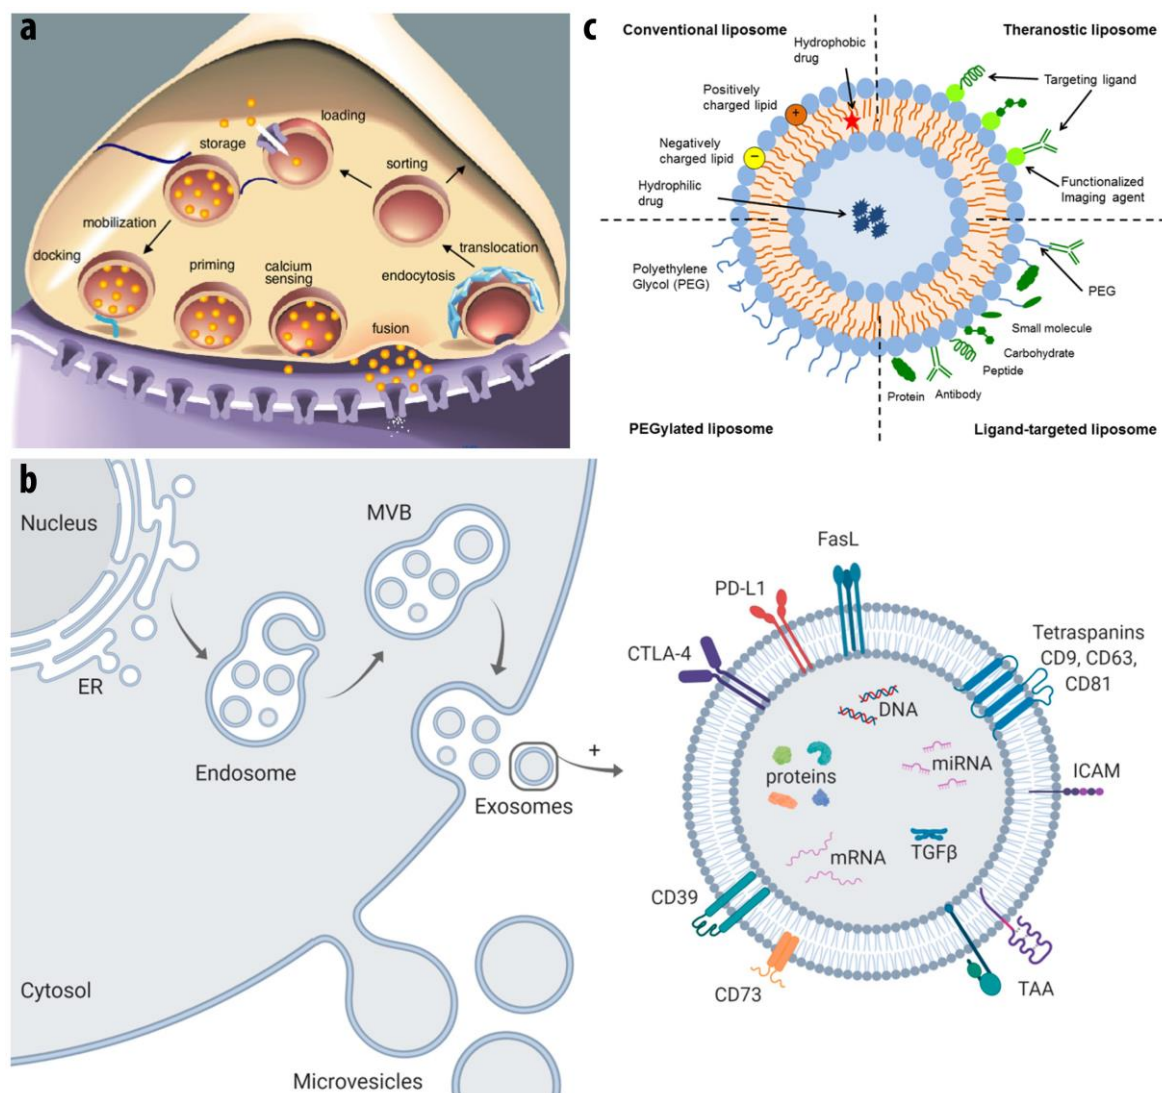 a
loading
storage
sorting
mobilization
translocation
docking
priming
calcium
sensing
endocytosis
fusion
c
Conventional liposome
Hydrophobic
drug
Theranostic liposome
Targeting ligand
Positively
charged lipid
+
Negatively
charged lipid
−
Hydrophilic
drug
Functionalized
Imaging agent
Polyethylene
Glycol (PEG)
PEG
Small molecule
Carbohydrate
Peptide
Antibody
Protein
PEGylated liposome
Ligand-targeted liposome
b
Nucleus
ER
Endosome
MVB
Exosomes
+
Cytosol
Microvesicles
FasL
PD-L1
CTLA-4
Tetraspanins
CD9, CD63,
CD81
DNA
proteins
miRNA
ICAM
mRNA
TGFβ
CD39
CD73
TAA